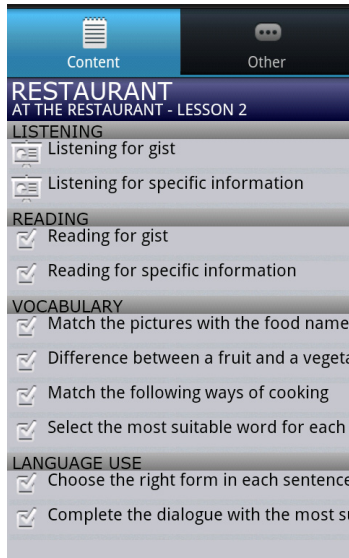 Content
Other
RESTAURANT
AT THE RESTAURANT - LESSON 2
LISTENING
Listening for gist
Listening for specific information
READING
Reading for gist
Reading for specific information
VOCABULARY
Match the pictures with the food name
Difference between a fruit and a veget
Match the following ways of cooking
Select the most suitable word for each
LANGUAGE USE
Choose the right form in each sentence
Complete the dialogue with the most su